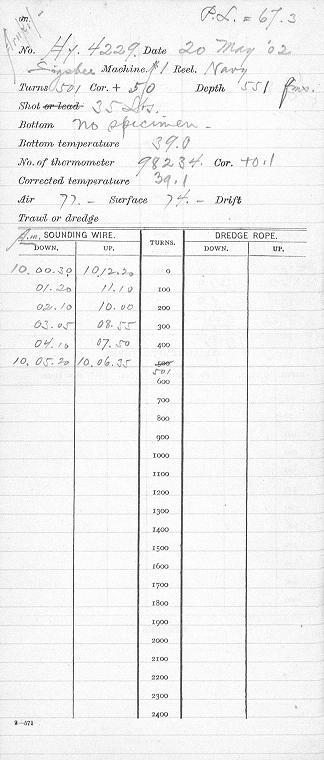 P.L. = 67.3
No. Hy. 4229 Date 20 May '02
Sigsbee Machine. #1 Reel. Navy
Turns 501 Cor. + 50 Depth 551 fms.
Shot or lead 35 Lbs.
Bottom No specimen -
Bottom temperature 39.0
No. of thermometer 98234. Cor. +0.1
Corrected temperature 39.1
Air 77. - Surface 74. - Drift
Trawl or dredge
a.m. SOUNDING WIRE. TURNS. DREDGE ROPE.
DOWN. UP. DOWN. UP.
10.00.30 10.12.20 0
01.20 11.10 100
02.10 10.00 200
03.05 08.55 300
04.10 07.50 400
10.05.20 10.06.35 500
501
600
700
800
900
1000
1100
1200
1300
1400
1500
1600
1700
1800
1900
2000
2100
2200
2300
2400
2—571